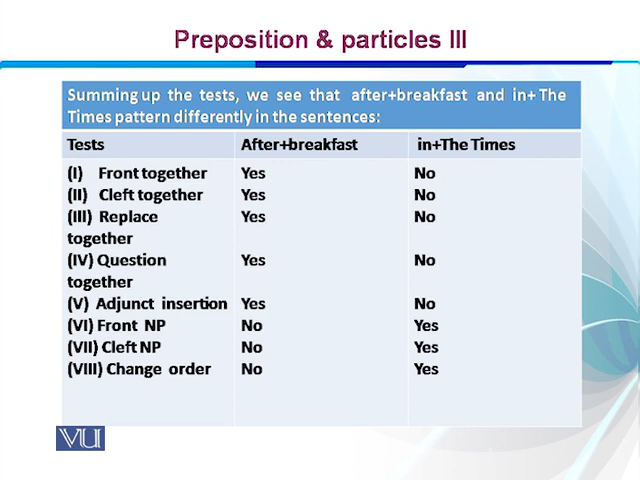 Preposition & particles III
Summing up the tests, we see that after+breakfast and in+ The
Times pattern differently in the sentences:
Tests After+breakfast in+The Times
(I) Front together Yes No
(II) Cleft together Yes No
(III) Replace Yes No
together
(IV) Question Yes No
together
(V) Adjunct insertion Yes No
(VI) Front NP No Yes
(VII) Cleft NP No Yes
(VIII) Change order No Yes
VU